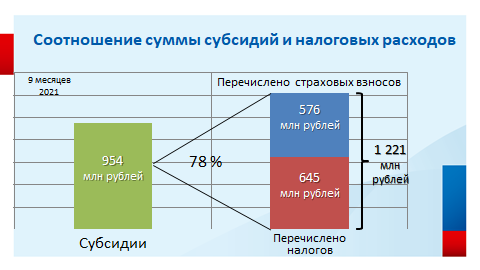 Соотношение суммы субсидий и налоговых расходов
9 месяцев
2021
Перечислено страховых взносов
576
млн рублей
954
млн рублей
78 %
1 221
млн
рублей
645
млн рублей
Субсидии
Перечислено
налогов